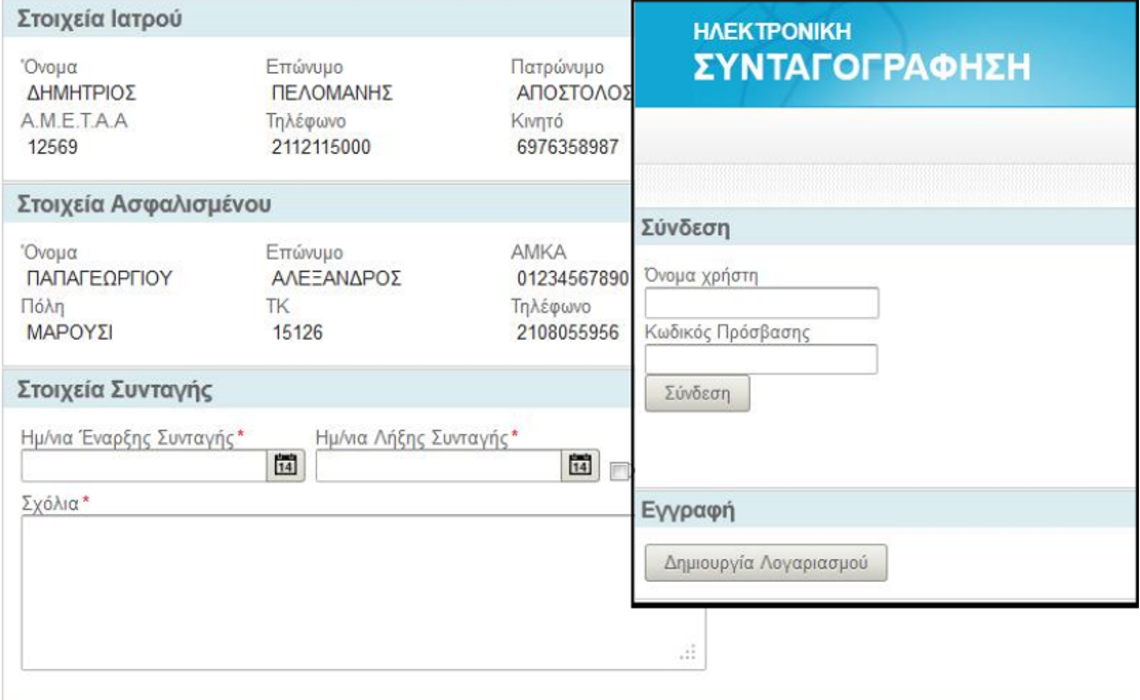 Στοιχεία Ιατρού
Όνομα Επώνυμο Πατρώνυμο
ΔΗΜΗΤΡΙΟΣ ΠΕΛΟΜΑΝΗΣ ΑΠΟΣΤΟΛΟΣ
Α.Μ.Ε.Τ.Α.Α Τηλέφωνο Κινητό
12569 2112115000 6976358987
Στοιχεία Ασφαλισμένου
Όνομα Επώνυμο ΑΜΚΑ
ΠΑΠΑΓΕΩΡΓΙΟΥ ΑΛΕΞΑΝΔΡΟΣ 01234567890
Πόλη ΤΚ Τηλέφωνο
ΜΑΡΟΥΣΙ 15126 2108055956
Στοιχεία Συνταγής
Ημ/νια Έναρξης Συνταγής* Ημ/νια Λήξης Συνταγής*
14 14
Σχόλια*
ΗΛΕΚΤΡΟΝΙΚΗ
ΣΥΝΤΑΓΟΓΡΑΦΗΣΗ
Σύνδεση
Όνομα χρήστη
Κωδικός Πρόσβασης
Σύνδεση
Εγγραφή
Δημιουργία Λογαριασμού